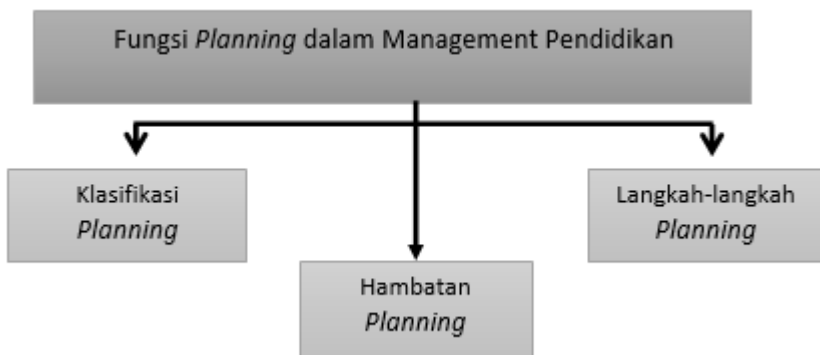 Fungsi Planning dalam Management Pendidikan
Klasifikasi
Planning
Hambatan
Planning
Langkah-langkah
Planning